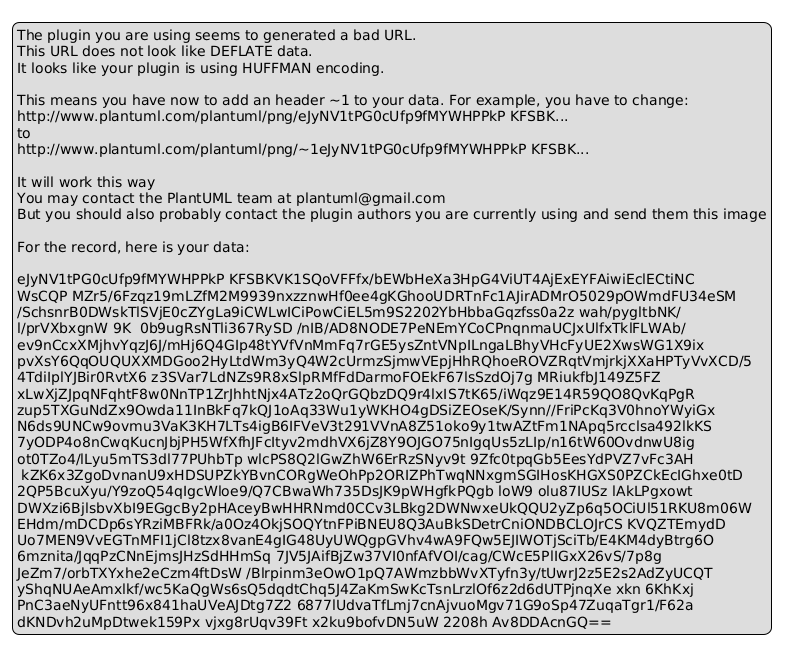 The plugin you are using seems to generated a bad URL.
This URL does not look like DEFLATE data.
It looks like your plugin is using HUFFMAN encoding.
This means you have now to add an header ~1 to your data. For example, you have to change:
http://www.plantuml.com/plantuml/png/eJyNV1tPG0cUfp9fMYWHPPkP KFSBK...
to
http://www.plantuml.com/plantuml/png/~1eJyNV1tPG0cUfp9fMYWHPPkP KFSBK...
It will work this way
You may contact the PlantUML team at plantuml@gmail.com
But you should also probably contact the plugin authors you are currently using and send them this image
For the record, here is your data:
eJyNV1tPG0cUfp9fMYWHPPkP KFSBKVK1SQoVFFfx/bEWbHeXa3HpG4ViUT4AjExEYFAiwiEclECtiNC
WsCQP MZr5/6Fzqz19mLZfM2M9939nxzznwHf0ee4gKGhooUDRTnFc1AJirADMrO5029pOWmdFU34eSM
/SchsnrB0DWskTlSVjE0cZYgLa9iCWLwICiPowCiEL5m9S2202YbHbbaGqzfss0a2z wah/pygltbNK/
l/prVXbxgnW 9K 0b9ugRsNTli367RySD /nIB/AD8NODE7PeNEmYCoCPnqnmaUCJxUlfxTklFLWAb/
ev9nCcxXMjhvYqzJ6J/mHj6Q4Glp48tYVfVnMmFq7rGE5ysZntVNpILngaLBhyVHcFyUE2XwsWG1X9ix
pvXsY6QqOUQUXXMDGoo2HyLtdWm3yQ4W2cUrmzSjmwVEpjHhRQhoeROVZRqtVmjrkjXXaHPTyVvXCD/5
4TdiIplYJBir0RvtX6 z3SVar7LdNZs9R8xSlpRMfFdDarmoFOEkF67lsSzdOj7g MRiukfbJ149Z5FZ
xLwXjZJpqNFqhtF8w0NnTP1ZrJhhtNjx4ATz2oQrGQbzDQ9r4lxIS7tK65/iWqz9E14R59QO8QvKqPgR
zup5TXGuNdZx9Owda11InBkFq7kQJ1oAq33Wu1yWKHO4gDSiZEOseK/Synn//FriPcKq3V0hnoYWyiGx
N6ds9UNCw9ovmu3VaK3KH7LTs4igB6IFVeV3t291VVnA8Z51oko9y1twAZtFm1NApq5rcclsa492lkKS
7yODP4o8nCwqKucnJbjPH5WfXfhJFcltyv2mdhVX6jZ8Y9OJGO75nIgqUs5zLIp/n16tW60OvdnwU8ig
ot0TZo4/lLyu5mTS3dl77PUhbTp wlcPS8Q2lGwZhW6ErRzSNyv9t 9Zfc0tpqGb5EesYdPVZ7vFc3AH
kZK6x3ZgoDvnanU9xHDSUPZkYBvnCORgWeOhPp2ORIZPhTwqNNxgmSGIHosKHGXS0PZCkEcIGhxe0tD
2QP5BcuXyu/Y9zoQ54qIgcWloe9/Q7CBwaWh735DsJK9pWHgfkPQgb loW9 olu87IUSz lAkLPgxowt
DWXzi6BjlsbvXbI9EGgcBy2pHAceyBwHHRNmd0CCv3LBkg2DWNwxeUkQQU2yZp6q5OCiUl51RKU8m06W
EHdm/mDCDp6sYRziMBFRk/a0Oz4OkjSOQYtnFPiBNEU8Q3AuBkSDetrCniONDBCLOJrCS KVQZTEmydD
Uo7MEN9VvEGTnMFI1jCl8tzx8vanE4gIG48UyUWQgpGVhv4wA9FQw5EJlWOTjSciTb/E4KM4dyBtrg6O
6mznita/JqqPzCNnEjmsJHzSdHHmSq 7JV5JAifBjZw37VI0nfAfVOI/cag/CWcE5PlIGxX26vS/7p8g
JeZm7/orbTXYxhe2eCzm4ftDsW /Blrpinm3eOwO1pQ7AWmzbbWvXTyfn3y/tUwrJ2z5E2s2AdZyUCQT
yShqNUAeAmxlkf/wc5KaQgWs6sQ5dqdtChq5J4ZaKmSwKcTsnLrzlOf6z2d6dUTPjnqXe xkn 6KhKxj
PnC3aeNyUFntt96x841haUVeAJDtg7Z2 6877lUdvaTfLmj7cnAjvuoMgv71G9oSp47ZuqaTgr1/F62a
dKNDvh2uMpDtwek159Px vjxg8rUqv39Ft x2ku9bofvDN5uW 2208h Av8DDAcnGQ==